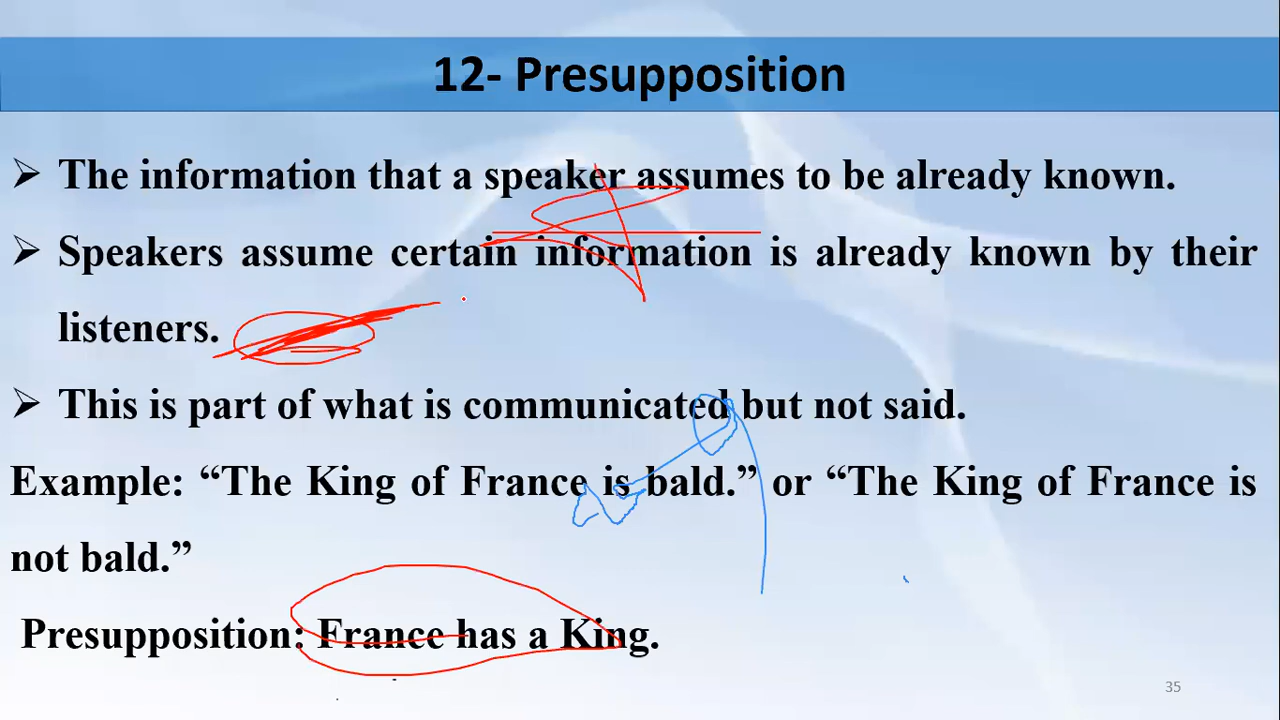 12- Presupposition
➢ The information that a speaker assumes to be already known.
➢ Speakers assume certain information is already known by their
listeners.
➢ This is part of what is communicated but not said.
Example: “The King of France is bald.” or “The King of France is
not bald.”
Presupposition: France has a King.
35